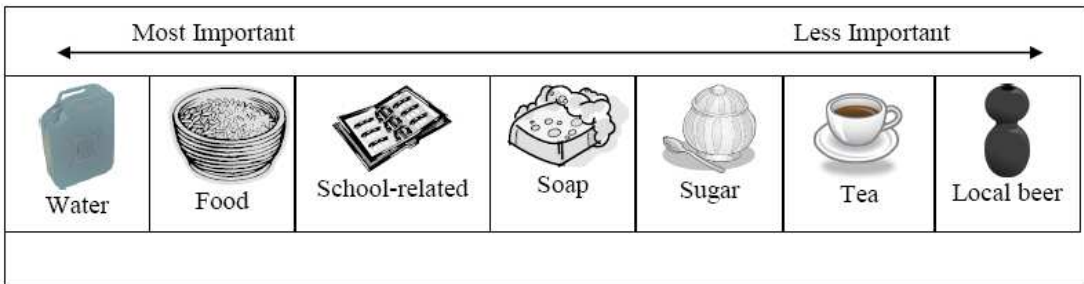 Most Important
Less Important
Water
Food
School-related
Soap
Sugar
Tea
Local beer